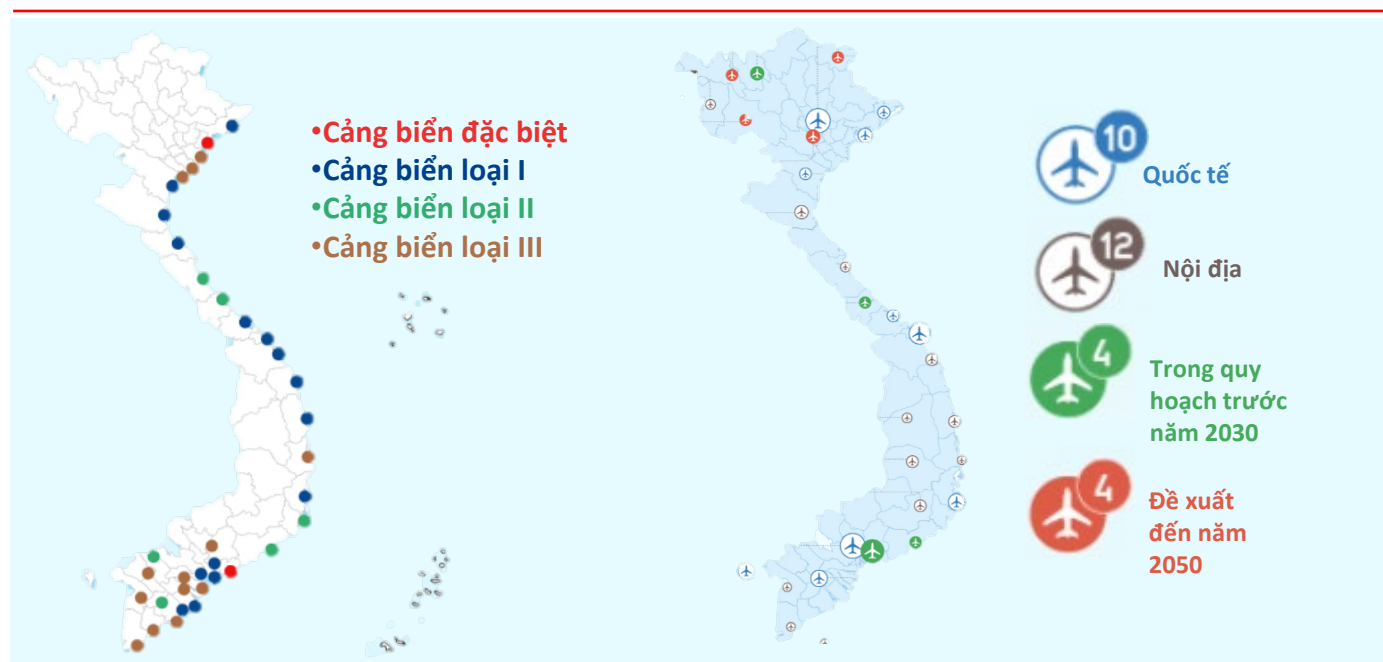 •Cảng biển đặc biệt
•Cảng biển loại I
•Cảng biển loại II
•Cảng biển loại III
10
Quốc tế
12
Nội địa
4
Trong quy
hoạch trước
năm 2030
4
Đề xuất
đến năm
2050